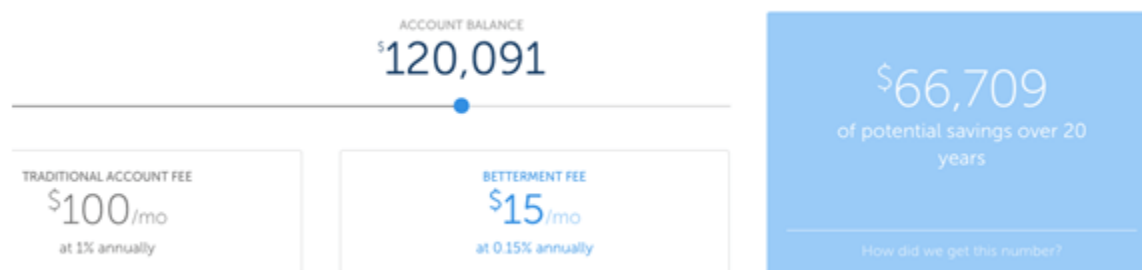 ACCOUNT BALANCE
$120,091
TRADITIONAL ACCOUNT FEE
$100/mo
at 1% annually
BETTERMENT FEE
$15/mo
at 0.15% annually
$66,709
of potential savings over 20
years
How did we get this number?